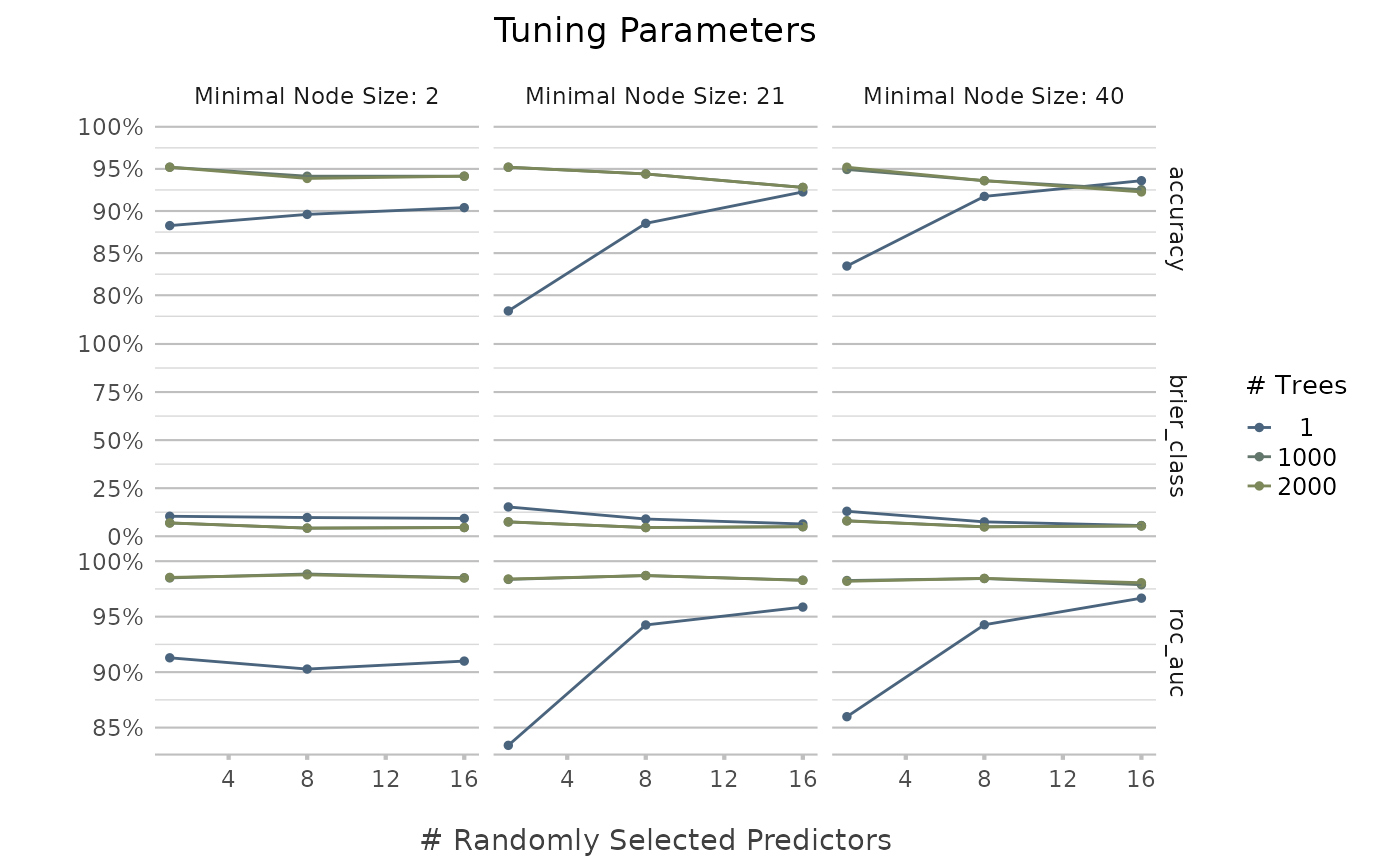 Tuning Parameters
Minimal Node Size: 2
Minimal Node Size: 21
Minimal Node Size: 40
100%
95%
90%
85%
80%
accuracy
100%
75%
50%
25%
0%
brier_class
100%
95%
90%
85%
roc_auc
4 8 12 16
4 8 12 16
4 8 12 16
# Randomly Selected Predictors
# Trees
1
1000
2000